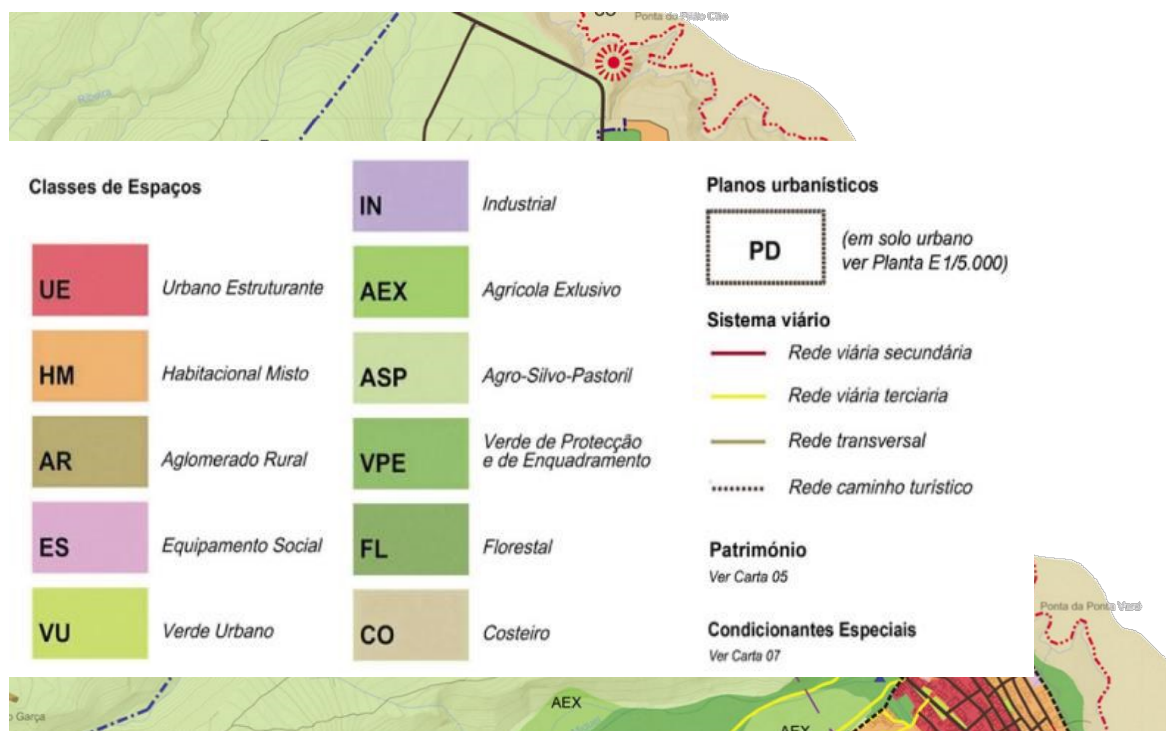 CO
Ponta do Páto Cão
Ribeira
Classes de Espaços
UE
Urbano Estruturante
HM
Habitacional Misto
AR
Aglomerado Rural
ES
Equipamento Social
VU
Verde Urbano
IN
Industrial
AEX
Agrícola Exlusivo
ASP
Agro-Silvo-Pastoril
VPE
Verde de Protecção
e de Enquadramento
FL
Florestal
CO
Costeiro
Planos urbanísticos
PD
(em solo urbano
ver Planta E1/5.000)
Sistema viário
Rede viária secundária
Rede viária terciaria
Rede transversal
Rede caminho turístico
Património
Ver Carta 05
Condicionantes Especiais
Ver Carta 07
Ponta da Ponta
Garça
AEX
AEX